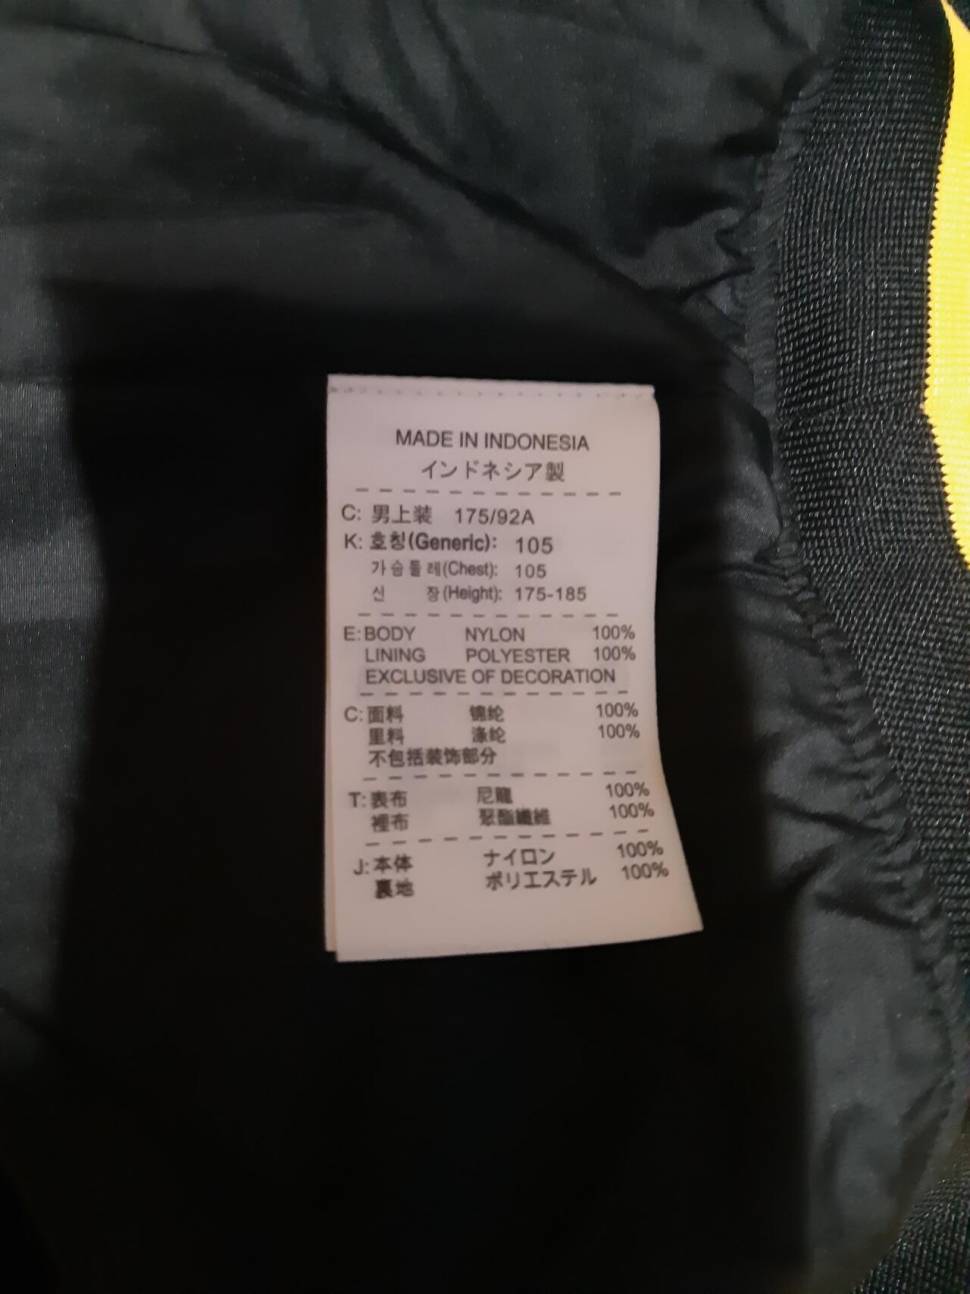 MADE IN INDONESIA
インドネシア製
C: 男上装 175/92A
K: 호칭(Generic): 105
가슴둘레(Chest): 105
신 장(Height): 175-185
E: BODY NYLON 100%
LINING POLYESTER 100%
EXCLUSIVE OF DECORATION
C: 面料 锦纶 100%
里料 涤纶 100%
不包括装饰部分
T: 表布 尼龍 100%
裡布 聚酯纖維 100%
J: 本体 ナイロン 100%
裏地 ポリエステル 100%